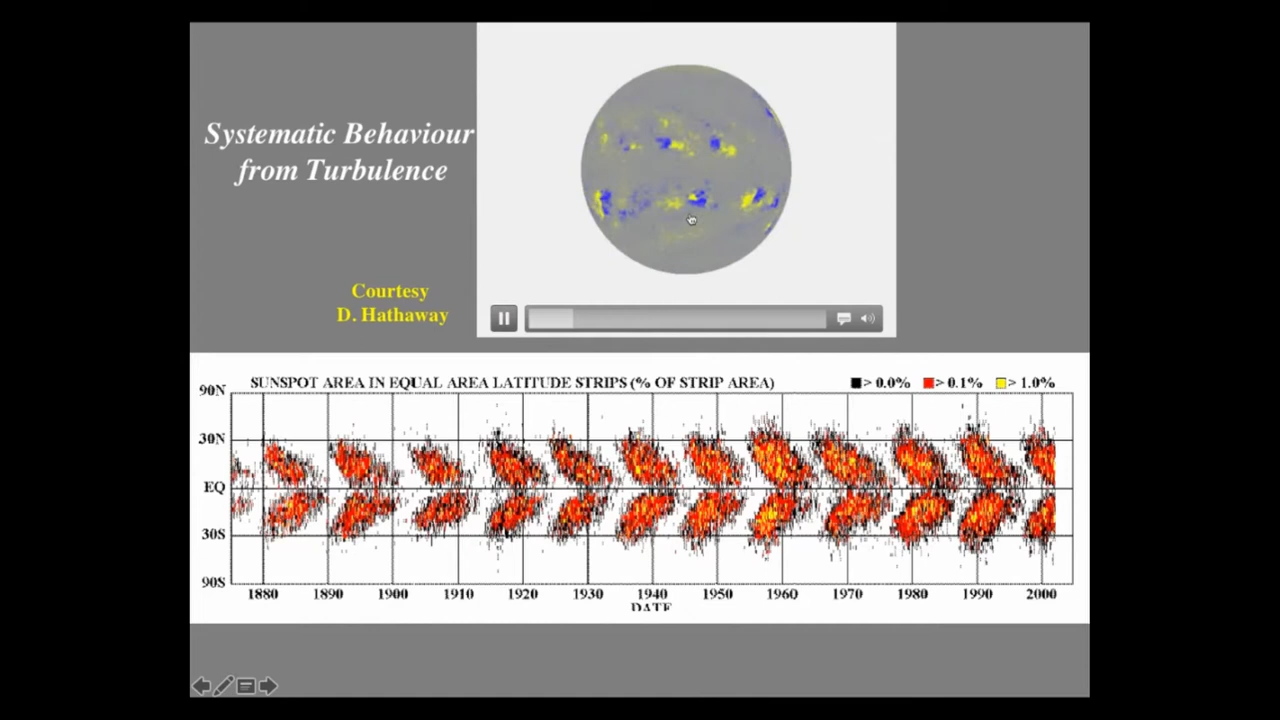 Systematic Behaviour
from Turbulence
Courtesy
D. Hathaway
SUNSPOT AREA IN EQUAL AREA LATITUDE STRIPS (% OF STRIP AREA)
> 0.0% > 0.1% > 1.0%
90N
30N
EQ
30S
90S
1880 1890 1900 1910 1920 1930 1940 1950 1960 1970 1980 1990 2000
DATE